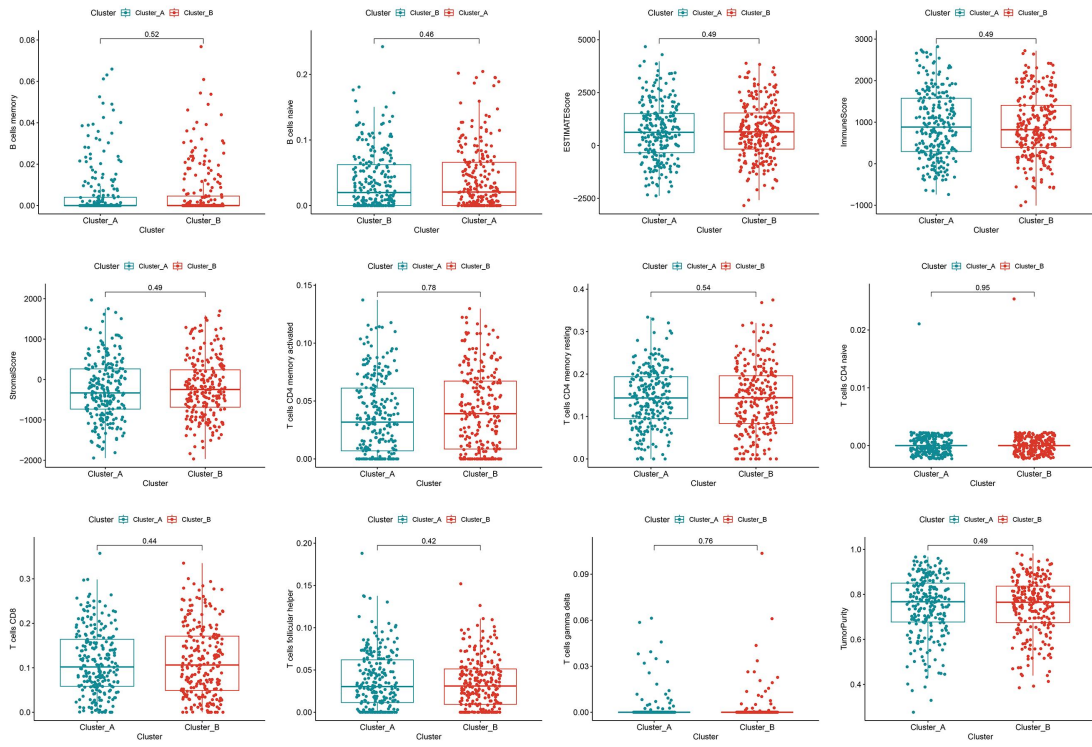 Cluster Cluster_A Cluster_B
0.52
0.08
0.06
0.04
0.02
0.00
B cells memory
Cluster_A Cluster_B
Cluster
Cluster Cluster_B Cluster_A
0.46
0.2
0.1
0.0
B cells naive
Cluster_B Cluster_A
Cluster
Cluster Cluster_A Cluster_B
0.49
5000
2500
0
−2500
ESTIMATEScore
Cluster_A Cluster_B
Cluster
Cluster Cluster_A Cluster_B
0.49
3000
2000
1000
0
−1000
ImmuneScore
Cluster_A Cluster_B
Cluster
Cluster Cluster_A Cluster_B
0.49
2000
1000
0
−1000
−2000
StromalScore
Cluster_A Cluster_B
Cluster
Cluster Cluster_A Cluster_B
0.78
0.15
0.10
0.05
0.00
T cells CD4 memory activated
Cluster_A Cluster_B
Cluster
Cluster Cluster_A Cluster_B
0.54
0.4
0.3
0.2
0.1
0.0
T cells CD4 memory resting
Cluster_A Cluster_B
Cluster
Cluster Cluster_A Cluster_B
0.95
0.02
0.01
0.00
T cells CD4 naive
Cluster_A Cluster_B
Cluster
Cluster Cluster_A Cluster_B
0.44
0.3
0.2
0.1
0.0
T cells CD8
Cluster_A Cluster_B
Cluster
Cluster Cluster_A Cluster_B
0.42
0.20
0.15
0.10
0.05
0.00
T cells follicular helper
Cluster_A Cluster_B
Cluster
Cluster Cluster_A Cluster_B
0.76
0.09
0.06
0.03
0.00
T cells gamma delta
Cluster_A Cluster_B
Cluster
Cluster Cluster_A Cluster_B
0.49
1.0
0.8
0.6
0.4
TumorPurity
Cluster_A Cluster_B
Cluster